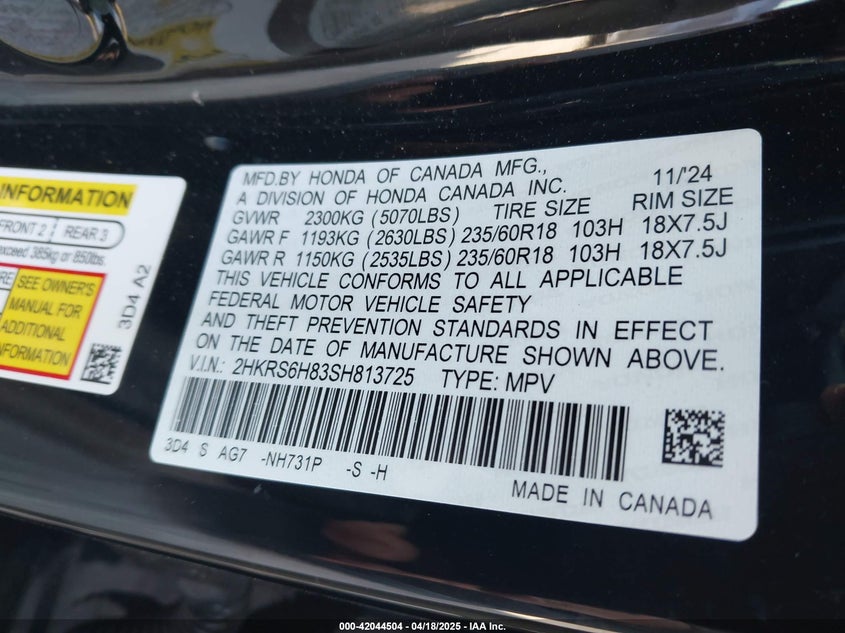 INFORMATION
FRONT 2 REAR 3
exceed 385kg or 850lbs.
SEE OWNER'S
MANUAL FOR
ADDITIONAL
INFORMATION
3D4 A2
MFD.BY HONDA OF CANADA MFG., 11/'24
A DIVISION OF HONDA CANADA INC.
GVWR 2300KG (5070LBS) TIRE SIZE RIM SIZE
GAWR F 1193KG (2630LBS) 235/60R18 103H 18X7.5J
GAWR R 1150KG (2535LBS) 235/60R18 103H 18X7.5J
THIS VEHICLE CONFORMS TO ALL APPLICABLE
FEDERAL MOTOR VEHICLE SAFETY
AND THEFT PREVENTION STANDARDS IN EFFECT
ON THE DATE OF MANUFACTURE SHOWN ABOVE.
V.I.N.: 2HKRS6H83SH813725 TYPE: MPV
3D4 S AG7 -NH731P -S -H
MADE IN CANADA
000-42044504 - 04/18/2025 - IAA Inc.